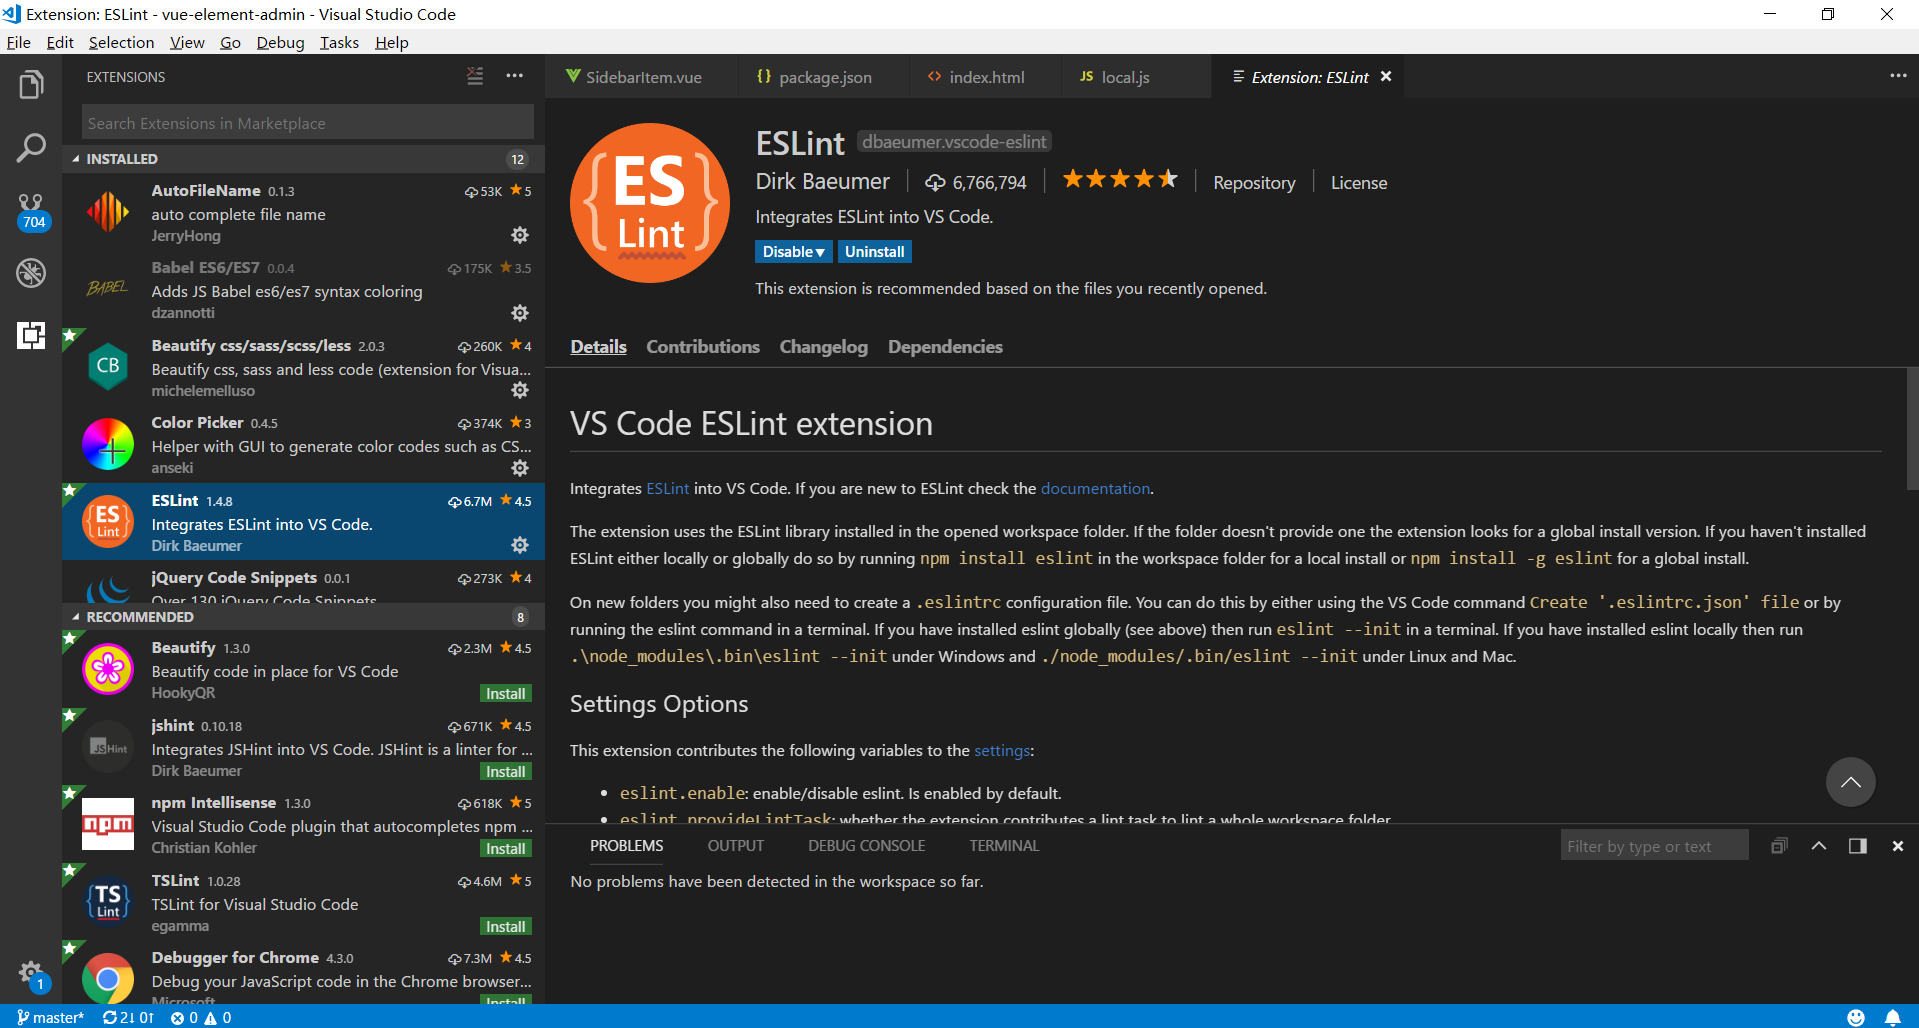 Extension: ESLint - vue-element-admin - Visual Studio Code
File Edit Selection View Go Debug Tasks Help
EXTENSIONS
Search Extensions in Marketplace
INSTALLED 12
AutoFileName 0.1.3 53K 5
auto complete file name
JerryHong
Babel ES6/ES7 0.0.4 175K 3.5
BABEL
Adds JS Babel es6/es7 syntax coloring
dzannotti
Beautify css/sass/scss/less 2.0.3 260K 4
CB
Beautify css, sass and less code (extension for Visua...
michelemelluso
Color Picker 0.4.5 374K 3
Helper with GUI to generate color codes such as CS...
anseki
ESLint 1.4.8 6.7M 4.5
{ES Lint}
Integrates ESLint into VS Code.
Dirk Baeumer
jQuery Code Snippets 0.0.1 273K 4
Over 130 jQuery Code Snippets
RECOMMENDED 8
Beautify 1.3.0 2.3M 4.5
Beautify code in place for VS Code
HookyQR Install
jshint 0.10.18 671K 4.5
JSHint
Integrates JSHint into VS Code. JSHint is a linter for ...
Dirk Baeumer Install
npm Intellisense 1.3.0 618K 5
npm
Visual Studio Code plugin that autocompletes npm ...
Christian Kohler Install
TSLint 1.0.28 4.6M 5
{TS Lint}
TSLint for Visual Studio Code
egamma Install
Debugger for Chrome 4.3.0 7.3M 4.5
Debug your JavaScript code in the Chrome browser...
Microsoft Install
704
1
SidebarItem.vue {} package.json <> index.html JS local.js Extension: ESLint
{ES Lint}
ESLint dbaeumer.vscode-eslint
Dirk Baeumer 6,766,794 Repository License
Integrates ESLint into VS Code.
Disable▼ Uninstall
This extension is recommended based on the files you recently opened.
Details Contributions Changelog Dependencies
VS Code ESLint extension
Integrates ESLint into VS Code. If you are new to ESLint check the documentation.
The extension uses the ESLint library installed in the opened workspace folder. If the folder doesn't provide one the extension looks for a global install version. If you haven't installed
ESLint either locally or globally do so by running npm install eslint in the workspace folder for a local install or npm install -g eslint for a global install.
On new folders you might also need to create a .eslintrc configuration file. You can do this by either using the VS Code command Create '.eslintrc.json' file or by
running the eslint command in a terminal. If you have installed eslint globally (see above) then run eslint --init in a terminal. If you have installed eslint locally then run
.\node_modules\.bin\eslint --init under Windows and ./node_modules/.bin/eslint --init under Linux and Mac.
Settings Options
This extension contributes the following variables to the settings:
• eslint.enable: enable/disable eslint. Is enabled by default.
• eslint.provideLintTask: whether the extension contributes a lint task to lint a whole workspace folder.
PROBLEMS OUTPUT DEBUG CONSOLE TERMINAL Filter by type or text
No problems have been detected in the workspace so far.
master* 2↓ 0↑ 0 0